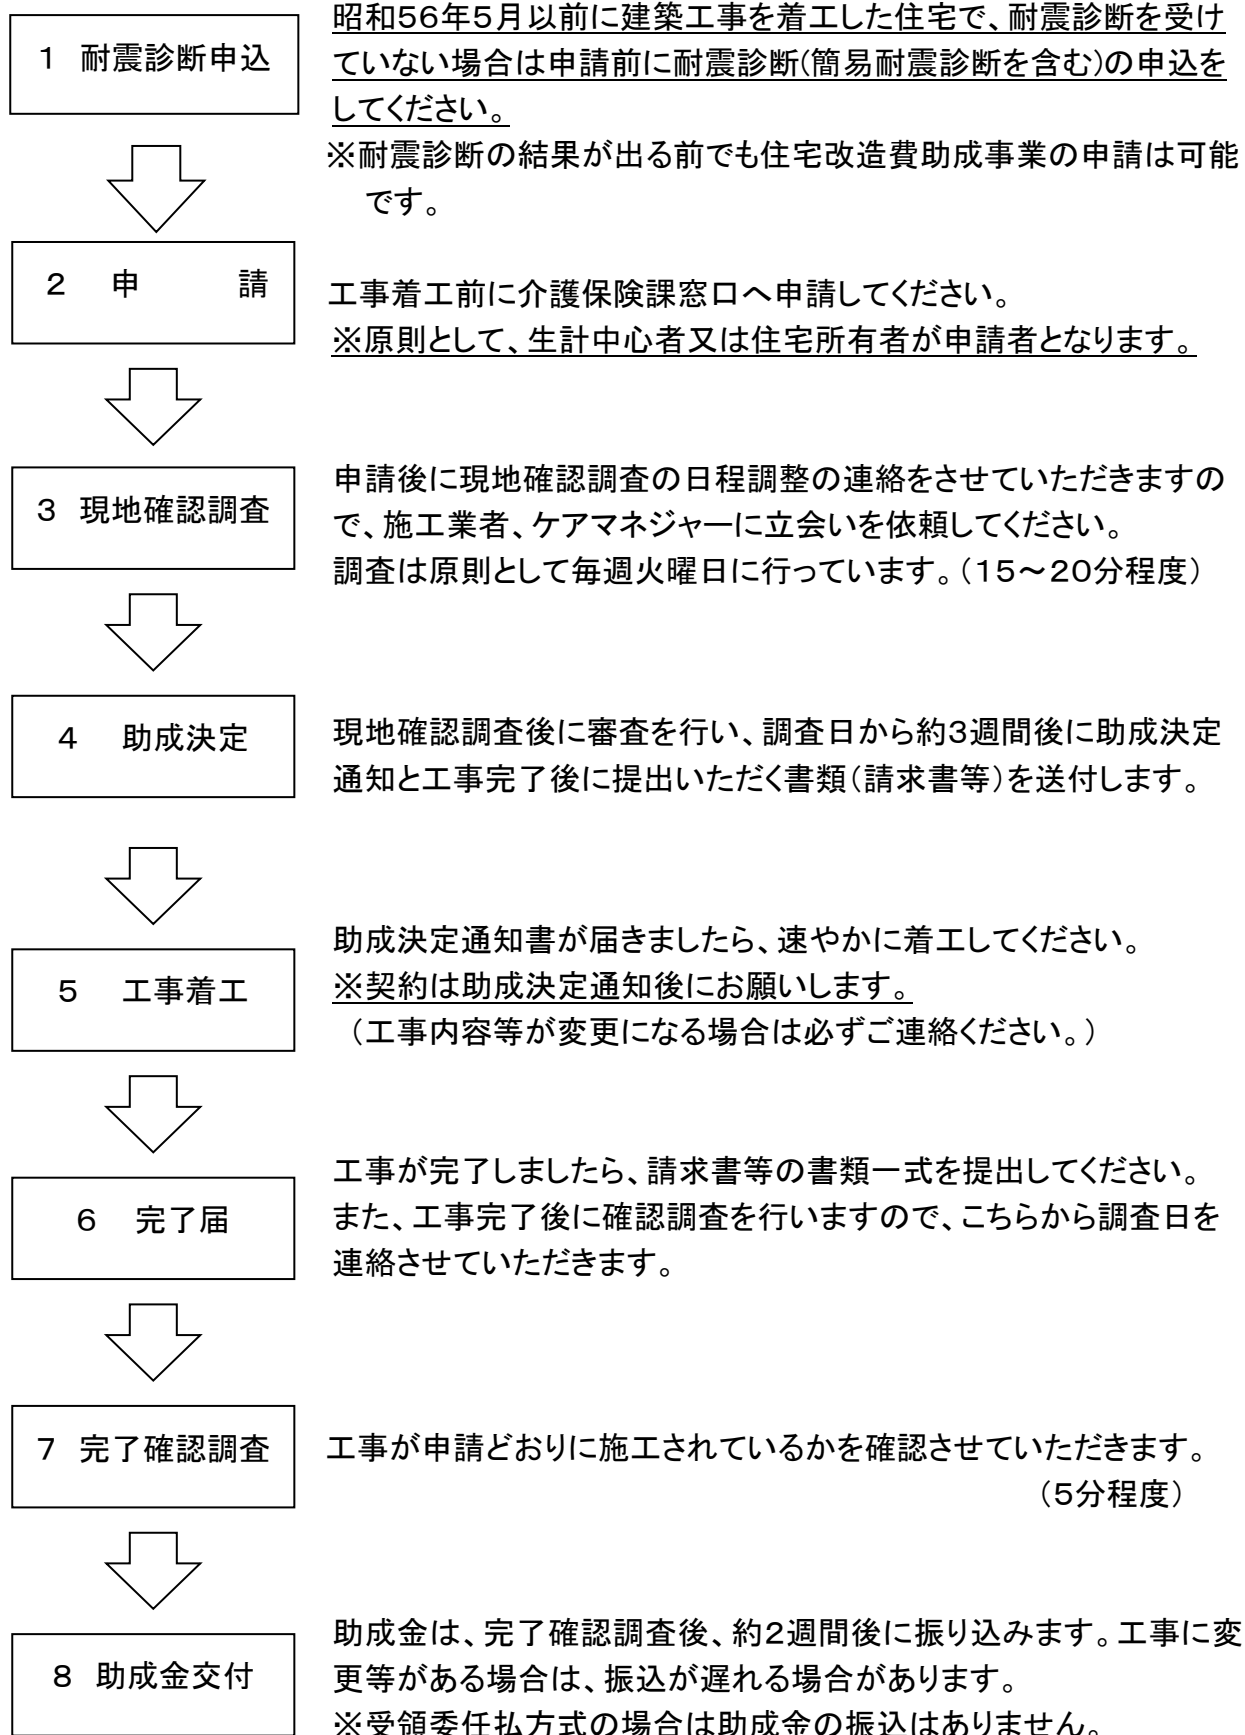 1 耐震診断申込
昭和56年5月以前に建築工事を着工した住宅で、耐震診断を受け
ていない場合は申請前に耐震診断(簡易耐震診断を含む)の申込を
してください。
※耐震診断の結果が出る前でも住宅改造費助成事業の申請は可能
です。
2 申 請
工事着工前に介護保険課窓口へ申請してください。
※原則として、生計中心者又は住宅所有者が申請者となります。
3 現地確認調査
申請後に現地確認調査の日程調整の連絡をさせていただきますの
で、施工業者、ケアマネジャーに立会いを依頼してください。
調査は原則として毎週火曜日に行っています。(15~20分程度)
4 助成決定
現地確認調査後に審査を行い、調査日から約3週間後に助成決定
通知と工事完了後に提出いただく書類(請求書等)を送付します。
5 工事着工
助成決定通知書が届きましたら、速やかに着工してください。
※契約は助成決定通知後にお願いします。
(工事内容等が変更になる場合は必ずご連絡ください。)
6 完了届
工事が完了しましたら、請求書等の書類一式を提出してください。
また、工事完了後に確認調査を行いますので、こちらから調査日を
連絡させていただきます。
7 完了確認調査
工事が申請どおりに施工されているかを確認させていただきます。
(5分程度)
8 助成金交付
助成金は、完了確認調査後、約2週間後に振り込みます。工事に変
更等がある場合は、振込が遅れる場合があります。
※受領委任払方式の場合は助成金の振込はありません。